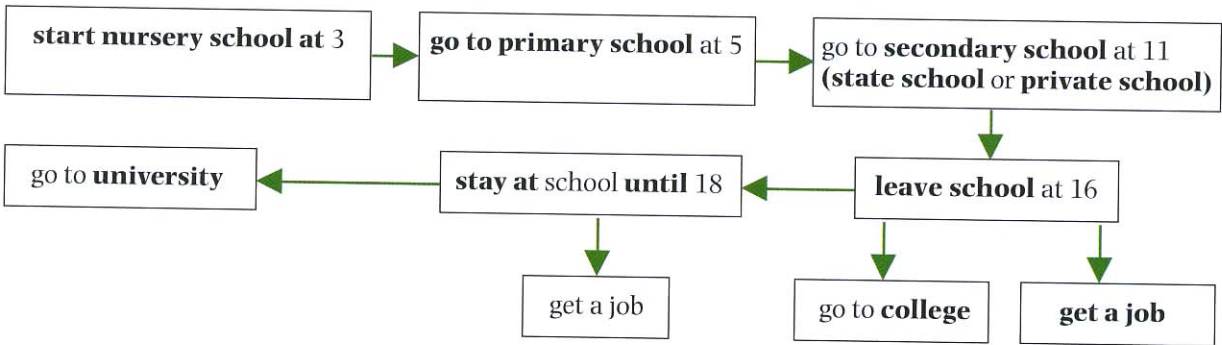 start nursery school at 3
go to primary school at 5
go to secondary school at 11
(state school or private school)
go to university
stay at school until 18
leave school at 16
get a job
go to college
get a job